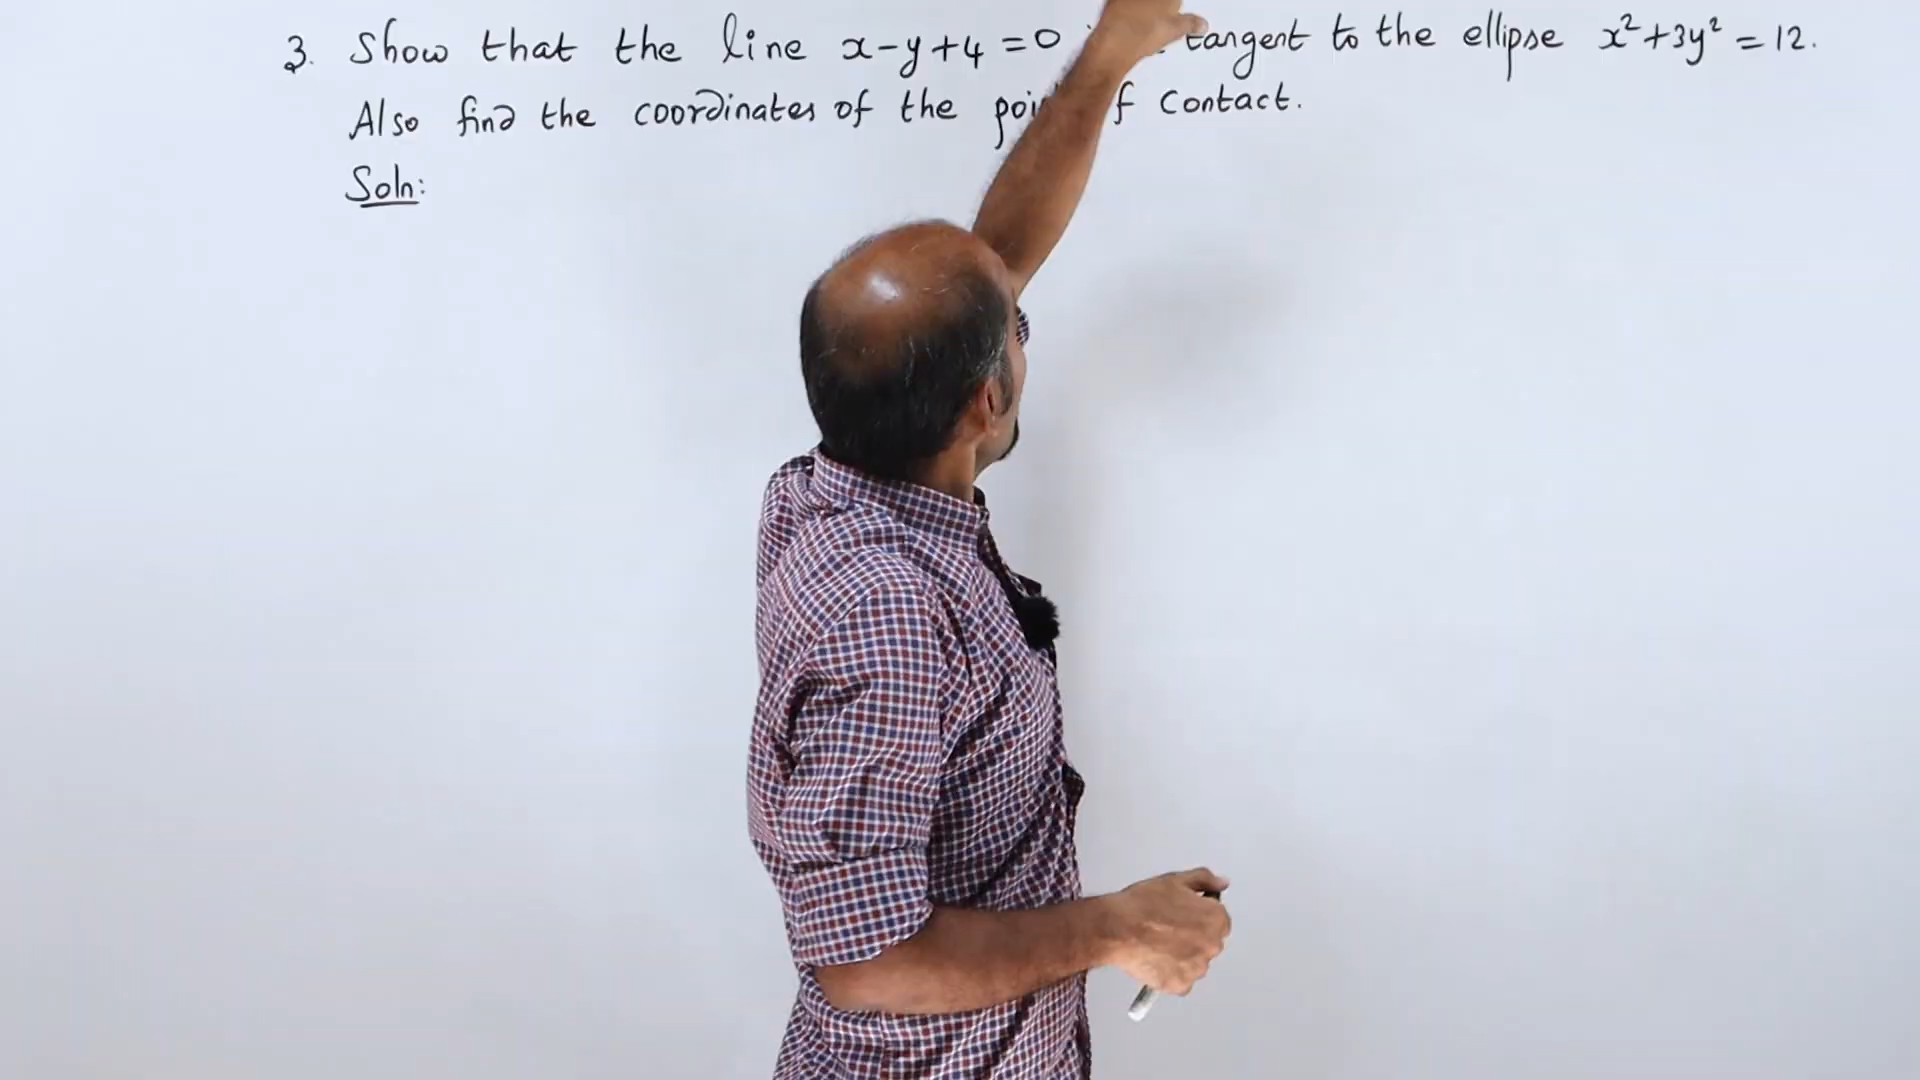 3. Show that the line x-y+4=0 tangent to the ellipse x²+3y² = 12.
Also find the coordinates of the contact.
Soln: